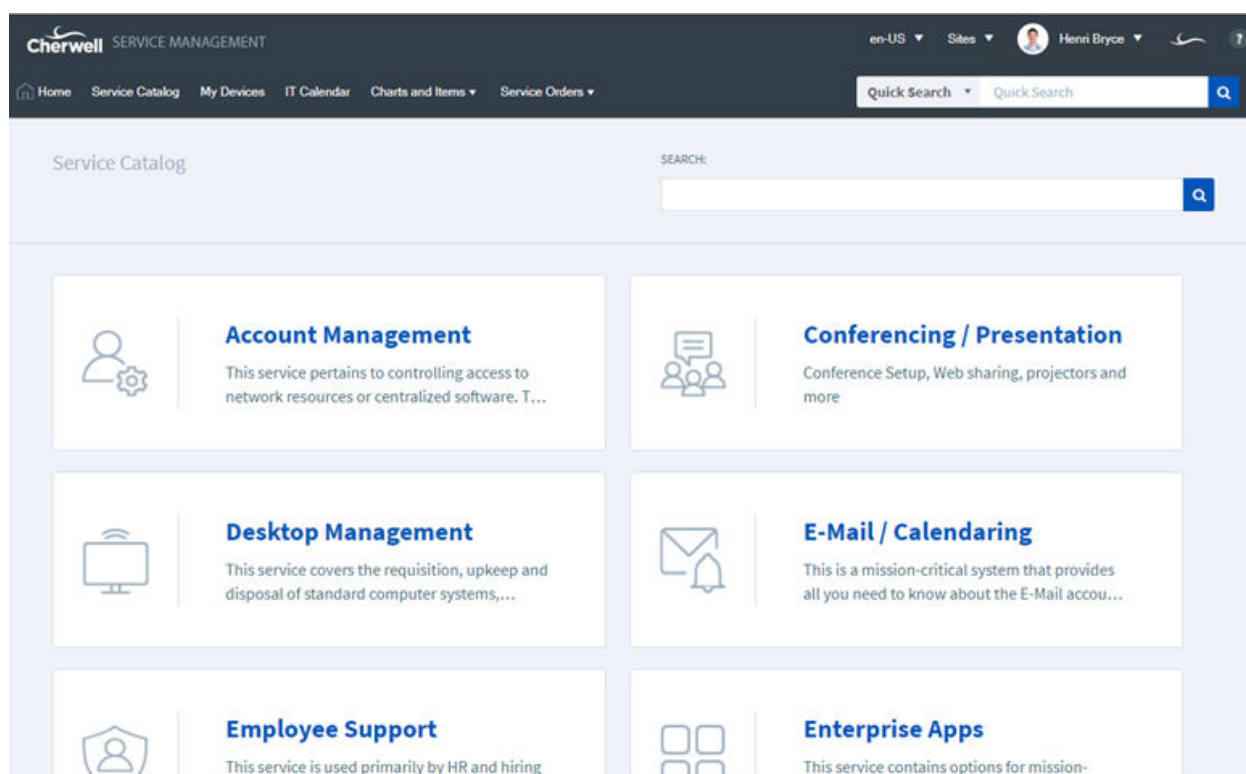 Cherwell SERVICE MANAGEMENT
en-US Sites Henri Bryce ?
Home Service Catalog My Devices IT Calendar Charts and Items Service Orders
Quick Search Quick Search
Service Catalog
SEARCH:
Account Management
This service pertains to controlling access to
network resources or centralized software. T...
Conferencing / Presentation
Conference Setup, Web sharing, projectors and
more
Desktop Management
This service covers the requisition, upkeep and
disposal of standard computer systems,...
E-Mail / Calendaring
This is a mission-critical system that provides
all you need to know about the E-Mail accou...
Employee Support
This service is used primarily by HR and hiring
Enterprise Apps
This service contains options for mission-